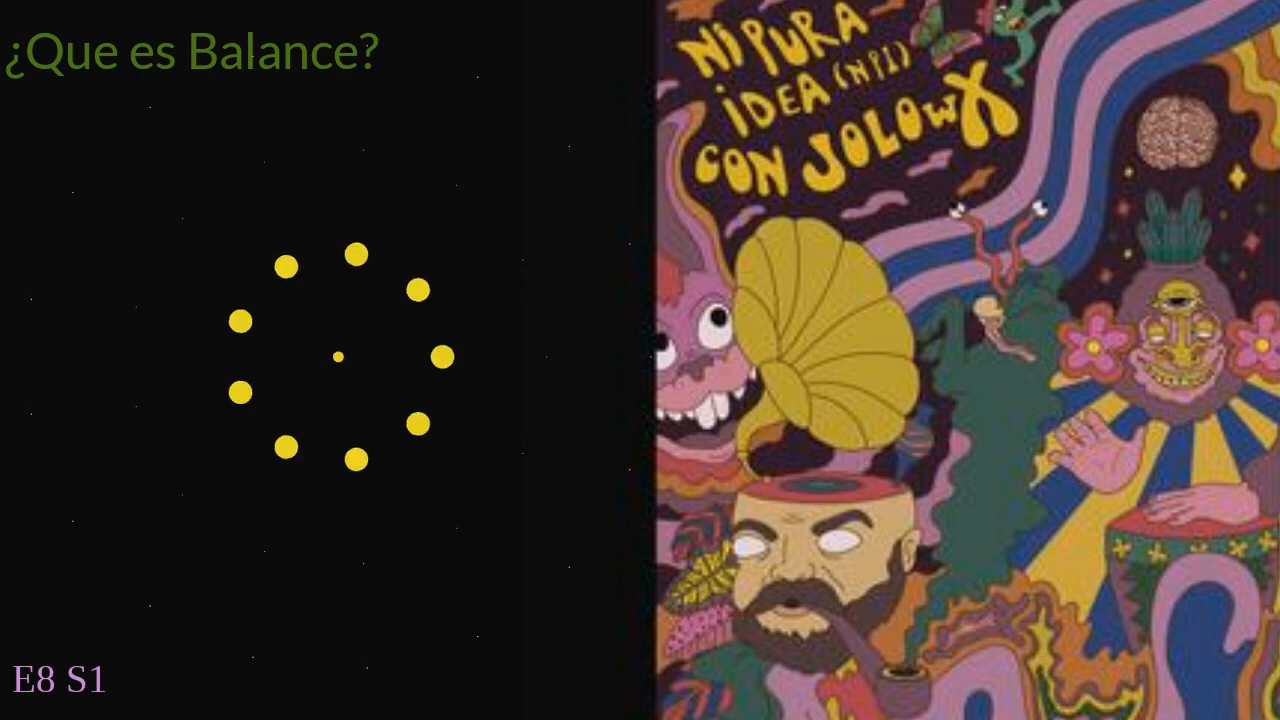 ¿Que es Balance?
NI PURA
IDEA (NPI)
CON JOLOWX
E8 S1